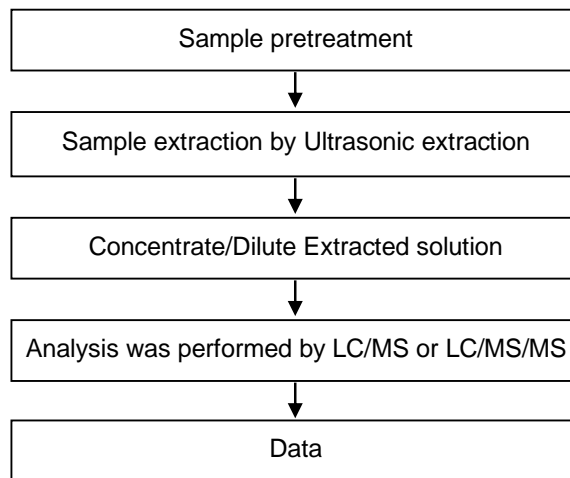 Sample pretreatment
Sample extraction by Ultrasonic extraction
Concentrate/Dilute Extracted solution
Analysis was performed by LC/MS or LC/MS/MS
Data